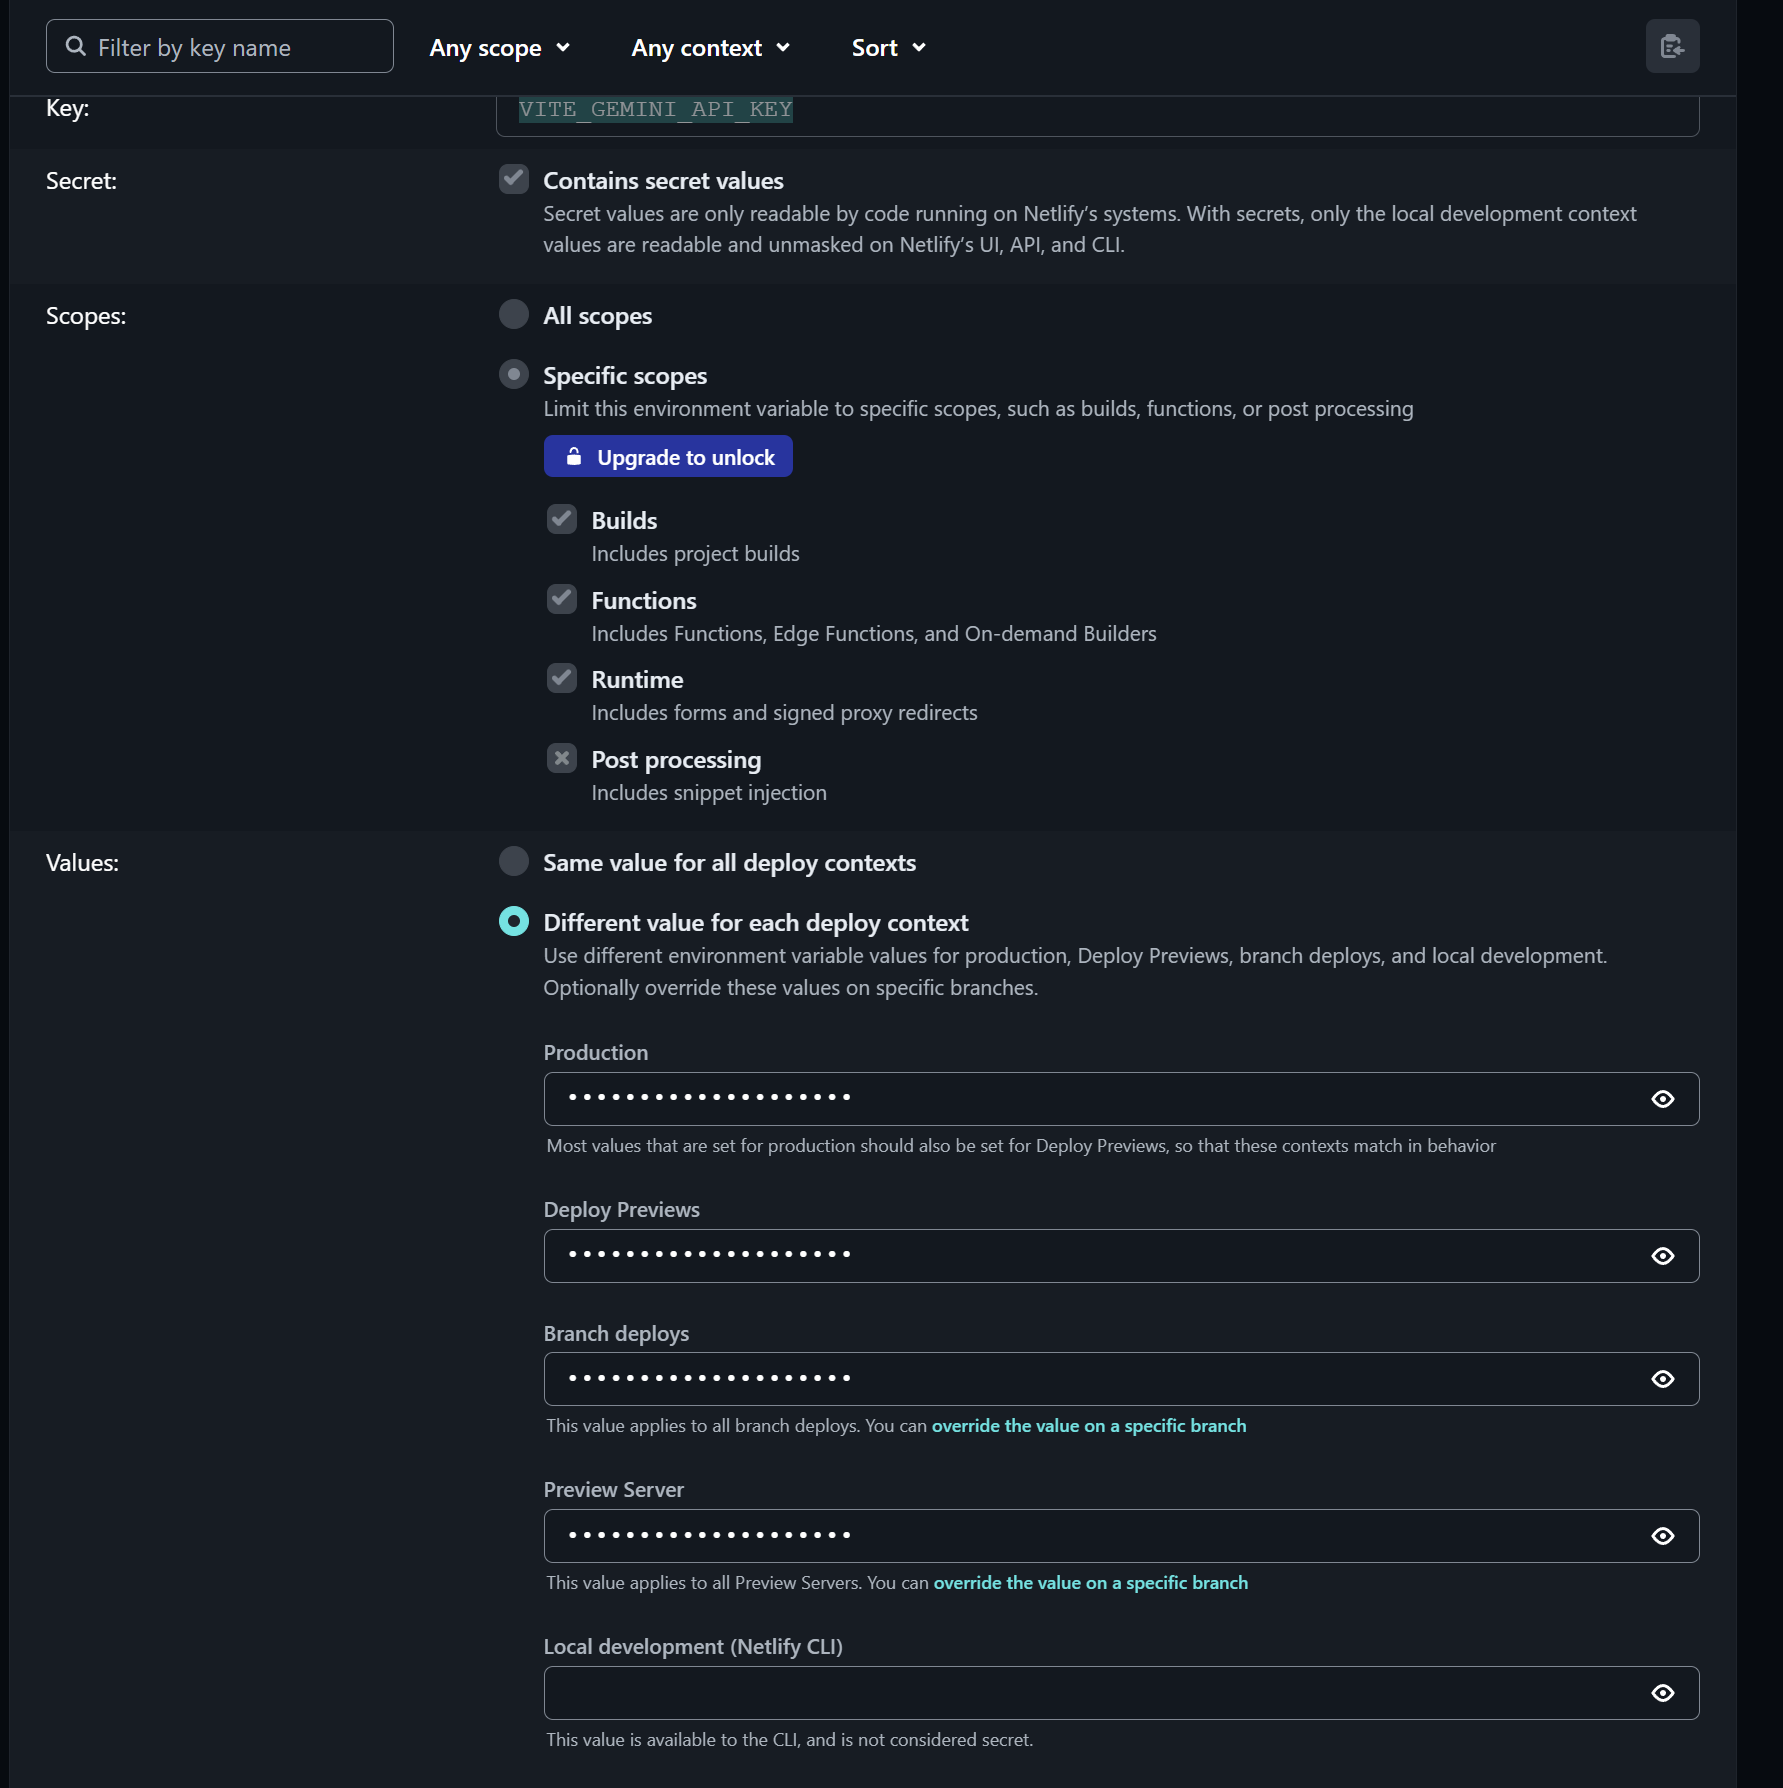 Filter by key name
Any scope
Any context
Sort
Key:
VITE_GEMINI_API_KEY
Secret:
Contains secret values
Secret values are only readable by code running on Netlify’s systems. With secrets, only the local development context
values are readable and unmasked on Netlify’s UI, API, and CLI.
Scopes:
All scopes
Specific scopes
Limit this environment variable to specific scopes, such as builds, functions, or post processing
Upgrade to unlock
Builds
Includes project builds
Functions
Includes Functions, Edge Functions, and On-demand Builders
Runtime
Includes forms and signed proxy redirects
Post processing
Includes snippet injection
Values:
Same value for all deploy contexts
Different value for each deploy context
Use different environment variable values for production, Deploy Previews, branch deploys, and local development.
Optionally override these values on specific branches.
Production
••••••••••••••••••••
Most values that are set for production should also be set for Deploy Previews, so that these contexts match in behavior
Deploy Previews
••••••••••••••••••••
Branch deploys
••••••••••••••••••••
This value applies to all branch deploys. You can override the value on a specific branch
Preview Server
••••••••••••••••••••
This value applies to all Preview Servers. You can override the value on a specific branch
Local development (Netlify CLI)
This value is available to the CLI, and is not considered secret.